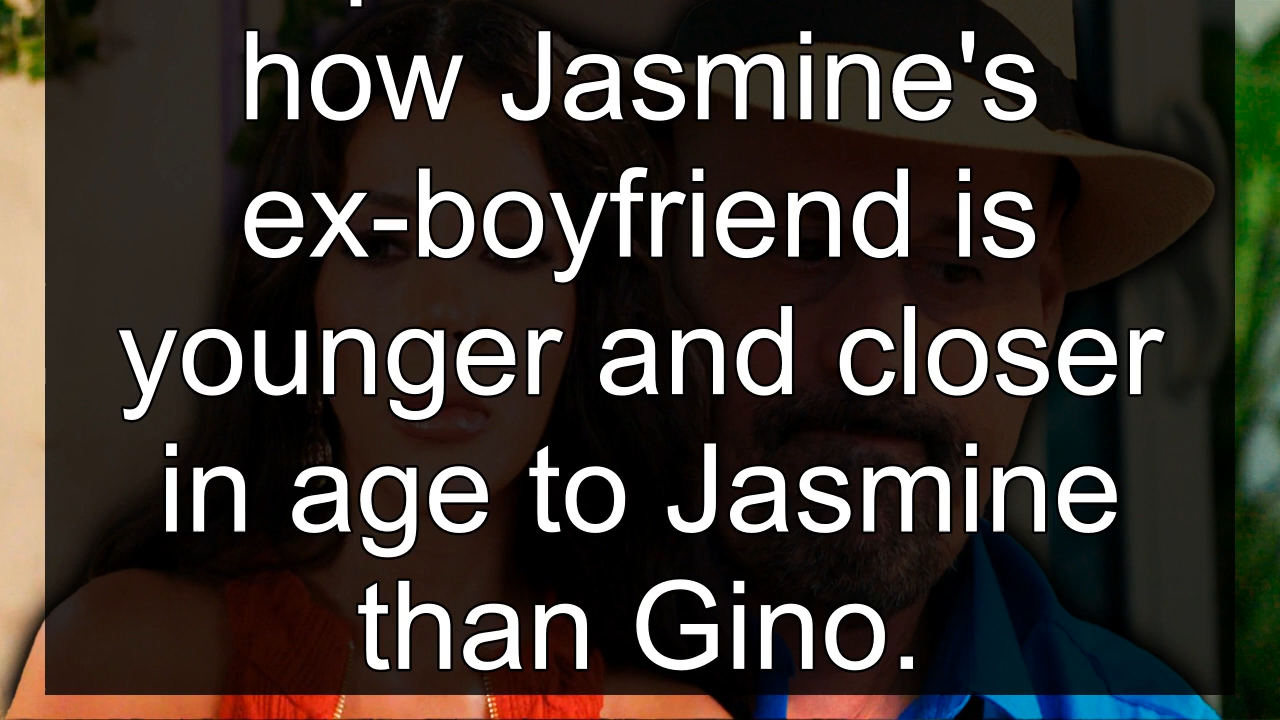 how Jasmine's
ex-boyfriend is
younger and closer
in age to Jasmine
than Gino.